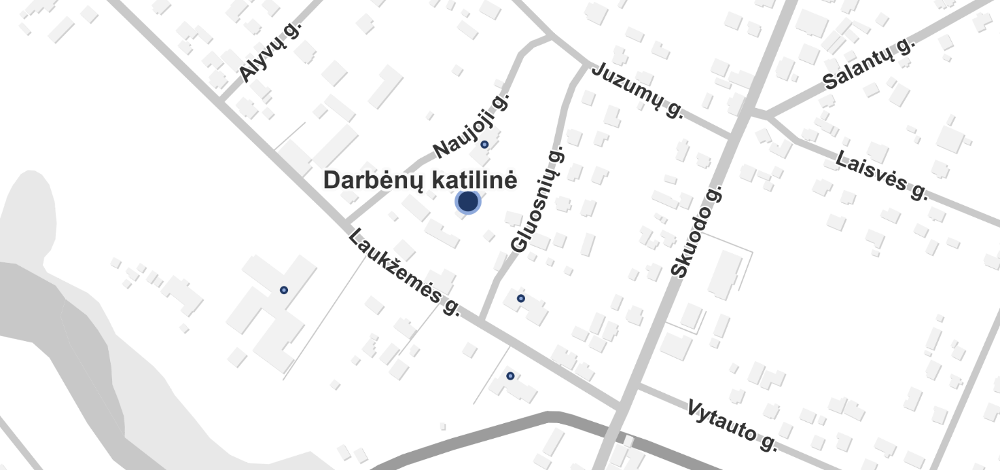 Alyvų g.
Salantų g.
Juzumų g.
Naujoji g.
Laisvės g.
Darbėnų katilinė
Gluosnių g.
Skuodo g.
Laukžemės g.
Vytauto g.